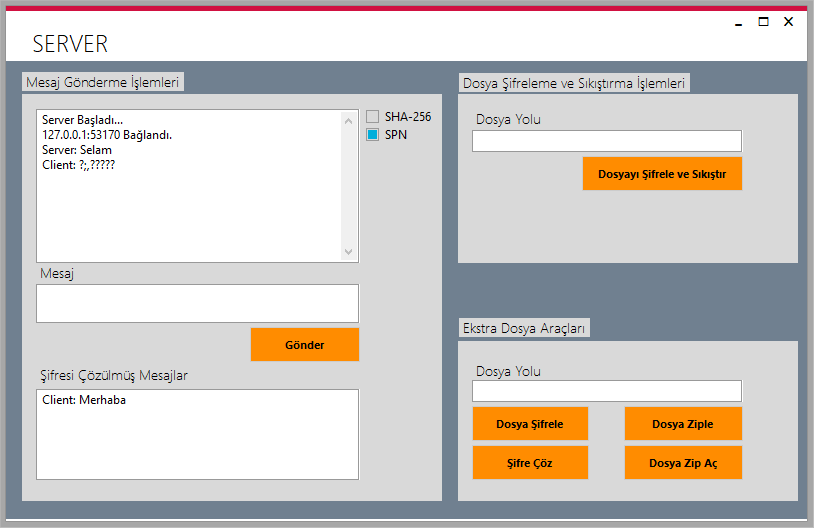 SERVER
Mesaj Gönderme İşlemleri
Server Başladı...
127.0.0.1:53170 Bağlandı.
Server: Selam
Client: ?;,?????
SHA-256
SPN
Mesaj
Gönder
Şifresi Çözülmüş Mesajlar
Client: Merhaba
Dosya Şifreleme ve Sıkıştırma İşlemleri
Dosya Yolu
Dosyayı Şifrele ve Sıkıştır
Ekstra Dosya Araçları
Dosya Yolu
Dosya Şifrele
Dosya Ziple
Şifre Çöz
Dosya Zip Aç